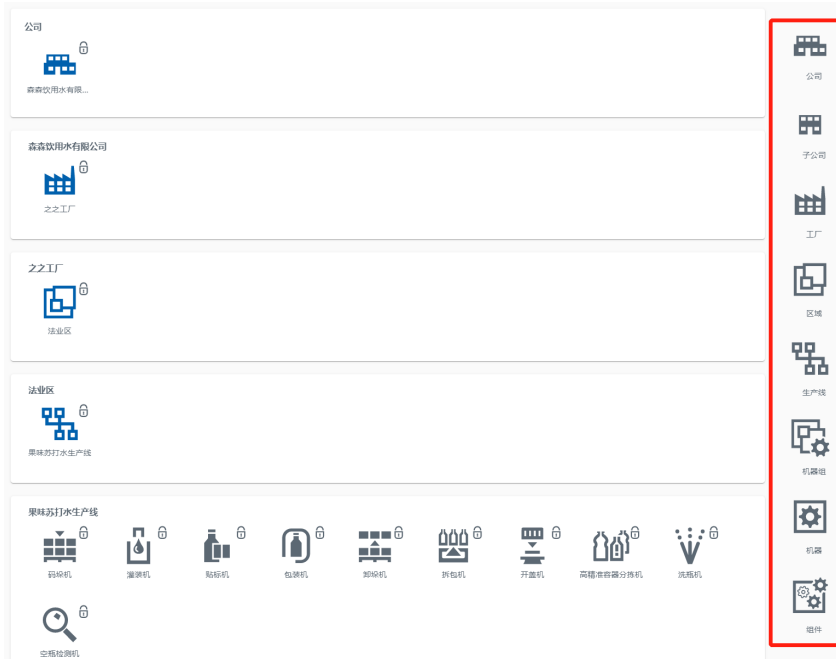 公司
森森饮用水有限...
森森饮用水有限公司
之之工厂
之之工厂
法业区
法业区
果味苏打水生产线
果味苏打水生产线
码垛机
灌装机
贴标机
包装机
卸垛机
拆包机
开盖机
高精准容器分拣机
洗瓶机
空瓶检测机
公司
子公司
工厂
区域
生产线
机器组
机器
组件